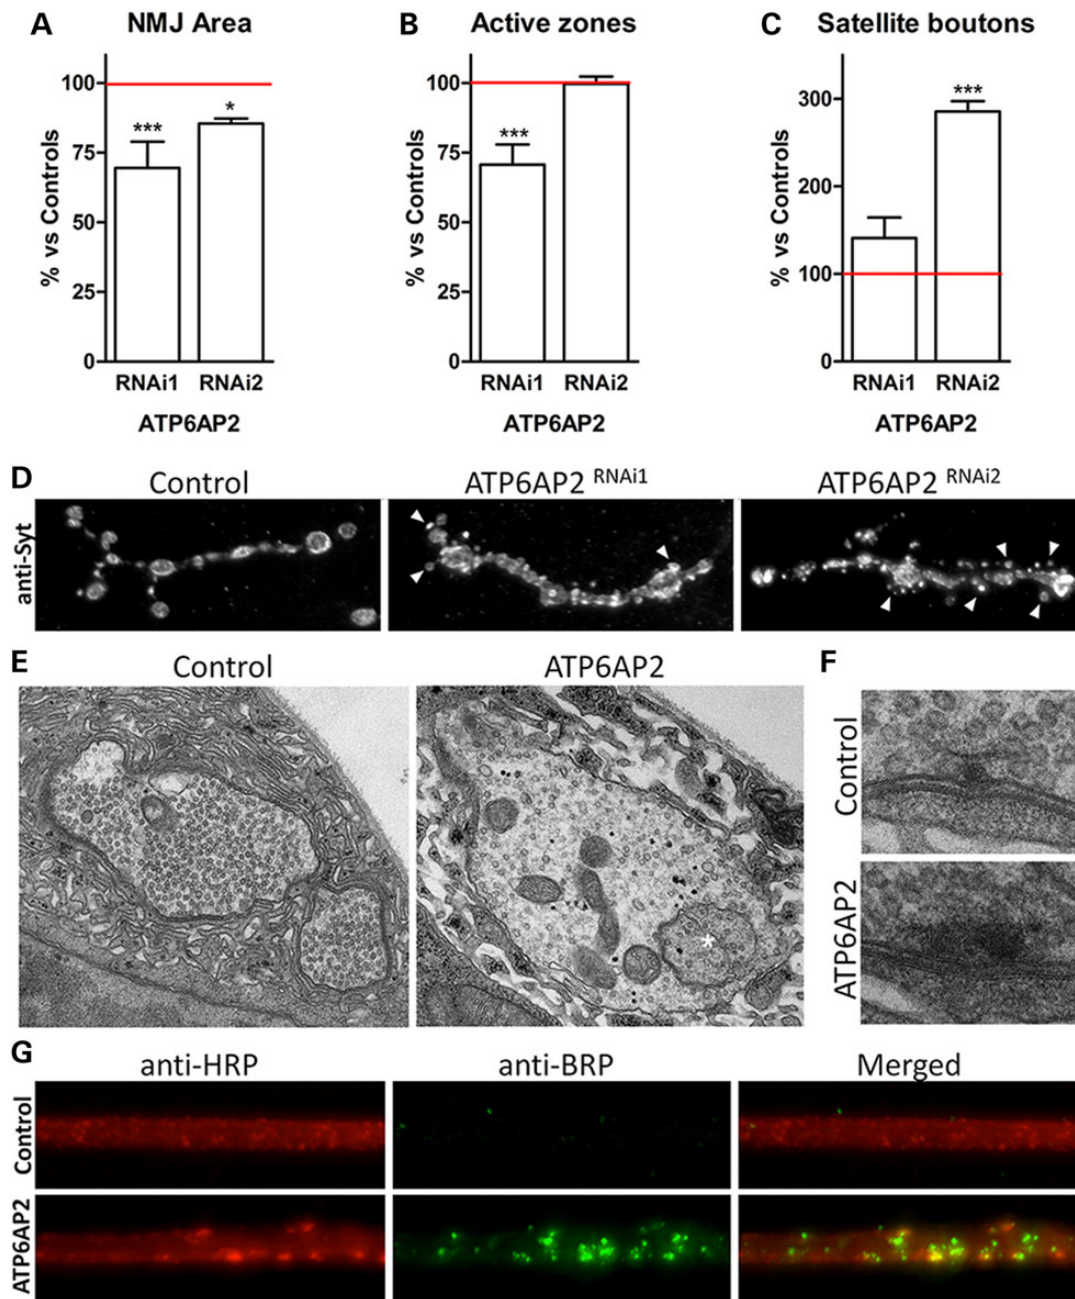 A NMJ Area
% vs Controls
100
75
50
25
0
***
*
RNAi1 RNAi2
ATP6AP2
B Active zones
% vs Controls
100
75
50
25
0
***
RNAi1 RNAi2
ATP6AP2
C Satellite boutons
% vs Controls
300
200
100
0
***
RNAi1 RNAi2
ATP6AP2
D
Control ATP6AP2 RNAi1 ATP6AP2 RNAi2
anti-Syt
E Control ATP6AP2
*
F
Control
ATP6AP2
G
anti-HRP anti-BRP Merged
Control
ATP6AP2